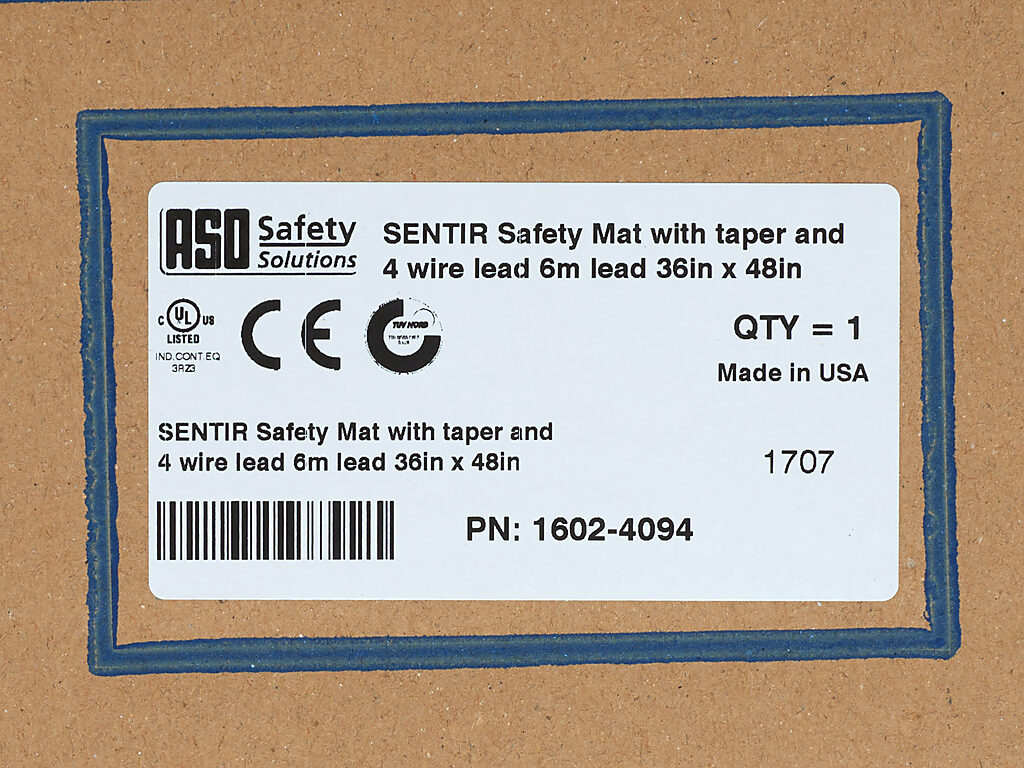 ASO Safety Solutions
SENTIR Safety Mat with taper and
4 wire lead 6m lead 36in x 48in
C UL US
LISTED
IND.CONT.EQ
3RZ3
CE
TUV NORD
QTY = 1
Made in USA
SENTIR Safety Mat with taper and
4 wire lead 6m lead 36in x 48in
1707
PN: 1602-4094